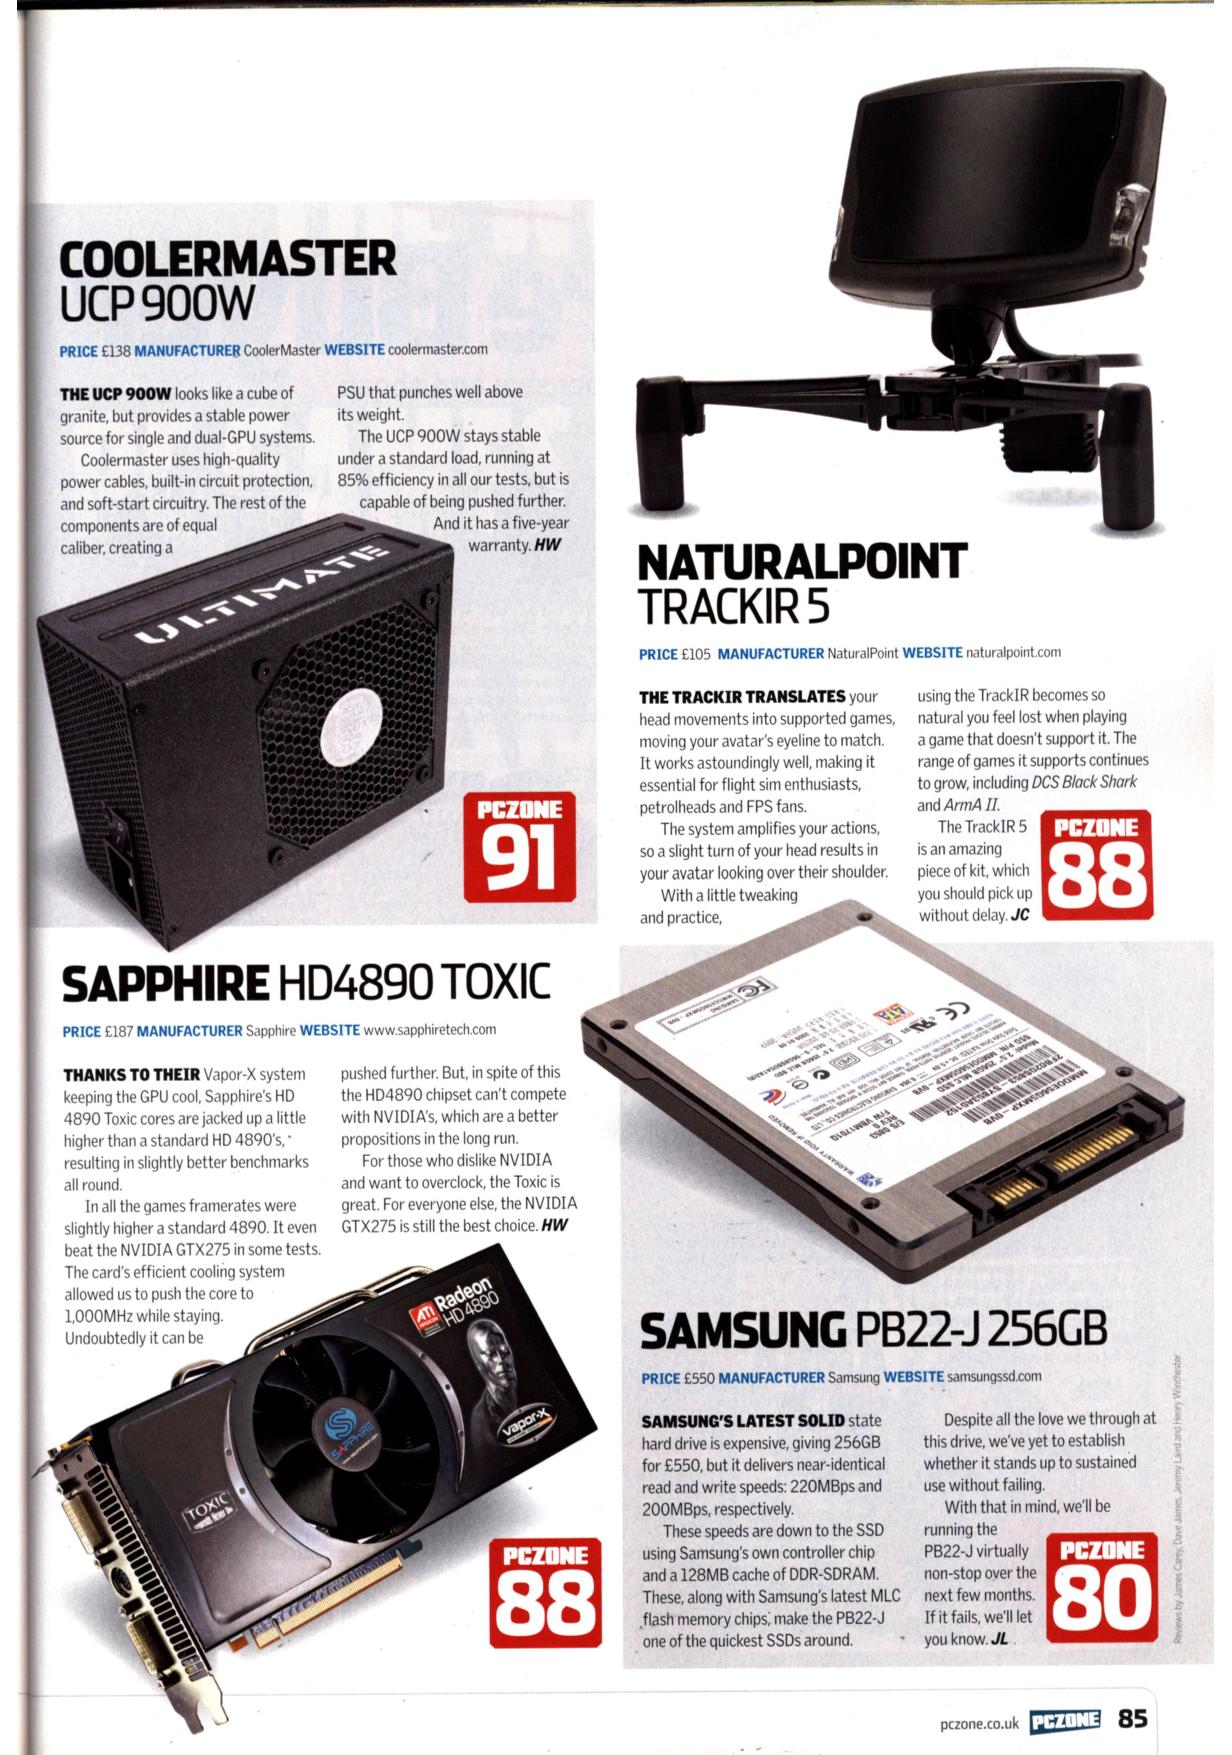 COOLERMASTER
UCP 900W
PRICE £138 MANUFACTURER CoolerMaster WEBSITE coolermaster.com
THE UCP 900W looks like a cube of
granite, but provides a stable power
source for single and dual-GPU systems.
Coolermaster uses high-quality
power cables, built-in circuit protection,
and soft-start circuitry. The rest of the
components are of equal
caliber, creating a
PSU that punches well above
its weight.
The UCP 900W stays stable
under a standard load, running at
85% efficiency in all our tests, but is
capable of being pushed further.
And it has a five-year
warranty. HW
ULTIMATE
PCZONE
91
NATURALPOINT
TRACKIR 5
PRICE £105 MANUFACTURER NaturalPoint WEBSITE naturalpoint.com
THE TRACKIR TRANSLATES your
head movements into supported games,
moving your avatar's eyeline to match.
It works astoundingly well, making it
essential for flight sim enthusiasts,
petrolheads and FPS fans.
The system amplifies your actions,
so a slight turn of your head results in
your avatar looking over their shoulder.
With a little tweaking
and practice,
using the TrackIR becomes so
natural you feel lost when playing
a game that doesn't support it. The
range of games it supports continues
to grow, including DCS Black Shark
and ArmA II.
The TrackIR 5
is an amazing
piece of kit, which
you should pick up
without delay. JC
PCZONE
88
SAPPHIRE HD4890 TOXIC
PRICE £187 MANUFACTURER Sapphire WEBSITE www.sapphiretech.com
THANKS TO THEIR Vapor-X system
keeping the GPU cool, Sapphire's HD
4890 Toxic cores are jacked up a little
higher than a standard HD 4890's,
resulting in slightly better benchmarks
all round.
In all the games framerates were
slightly higher a standard 4890. It even
beat the NVIDIA GTX275 in some tests.
The card's efficient cooling system
allowed us to push the core to
1,000MHz while staying.
Undoubtedly it can be
pushed further. But, in spite of this
the HD4890 chipset can't compete
with NVIDIA's, which are a better
propositions in the long run.
For those who dislike NVIDIA
and want to overclock, the Toxic is
great. For everyone else, the NVIDIA
GTX275 is still the best choice. HW
ATI
Radeon
HD 4890
SAPPHIRE
vapor-x
TOXIC
PCZONE
88
SAMSUNG PB22-J 256GB
PRICE £550 MANUFACTURER Samsung WEBSITE samsungssd.com
SAMSUNG'S LATEST SOLID state
hard drive is expensive, giving 256GB
for £550, but it delivers near-identical
read and write speeds: 220MBps and
200MBps, respectively.
These speeds are down to the SSD
using Samsung's own controller chip
and a 128MB cache of DDR-SDRAM.
These, along with Samsung's latest MLC
flash memory chips, make the PB22-J
one of the quickest SSDs around.
Despite all the love we through at
this drive, we've yet to establish
whether it stands up to sustained
use without failing.
With that in mind, we'll be
running the
PB22-J virtually
non-stop over the
next few months.
If it fails, we'll let
you know. JL
PCZONE
80
Reviews by James Carey, Dave James, Jeremy Laird and Henry Winchester.
pczone.co.uk PCZONE 85